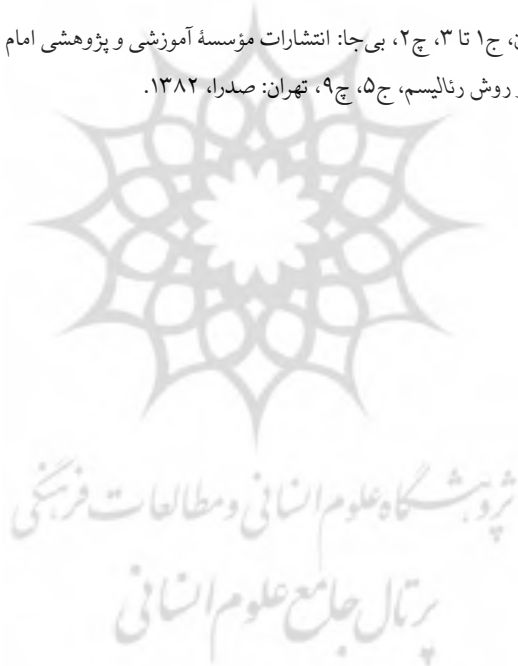 ن، ج۱ تا ۳، چ۲، بی‌جا: انتشارات مؤسسۀ آموزشی و پژوهشی امام
و روش رئالیسم، ج۵، چ۹، تهران: صدرا، ۱۳۸۲.
پژوهشگاه علوم انسانی و مطالعات فرهنگی
پرتال جامع علوم انسانی